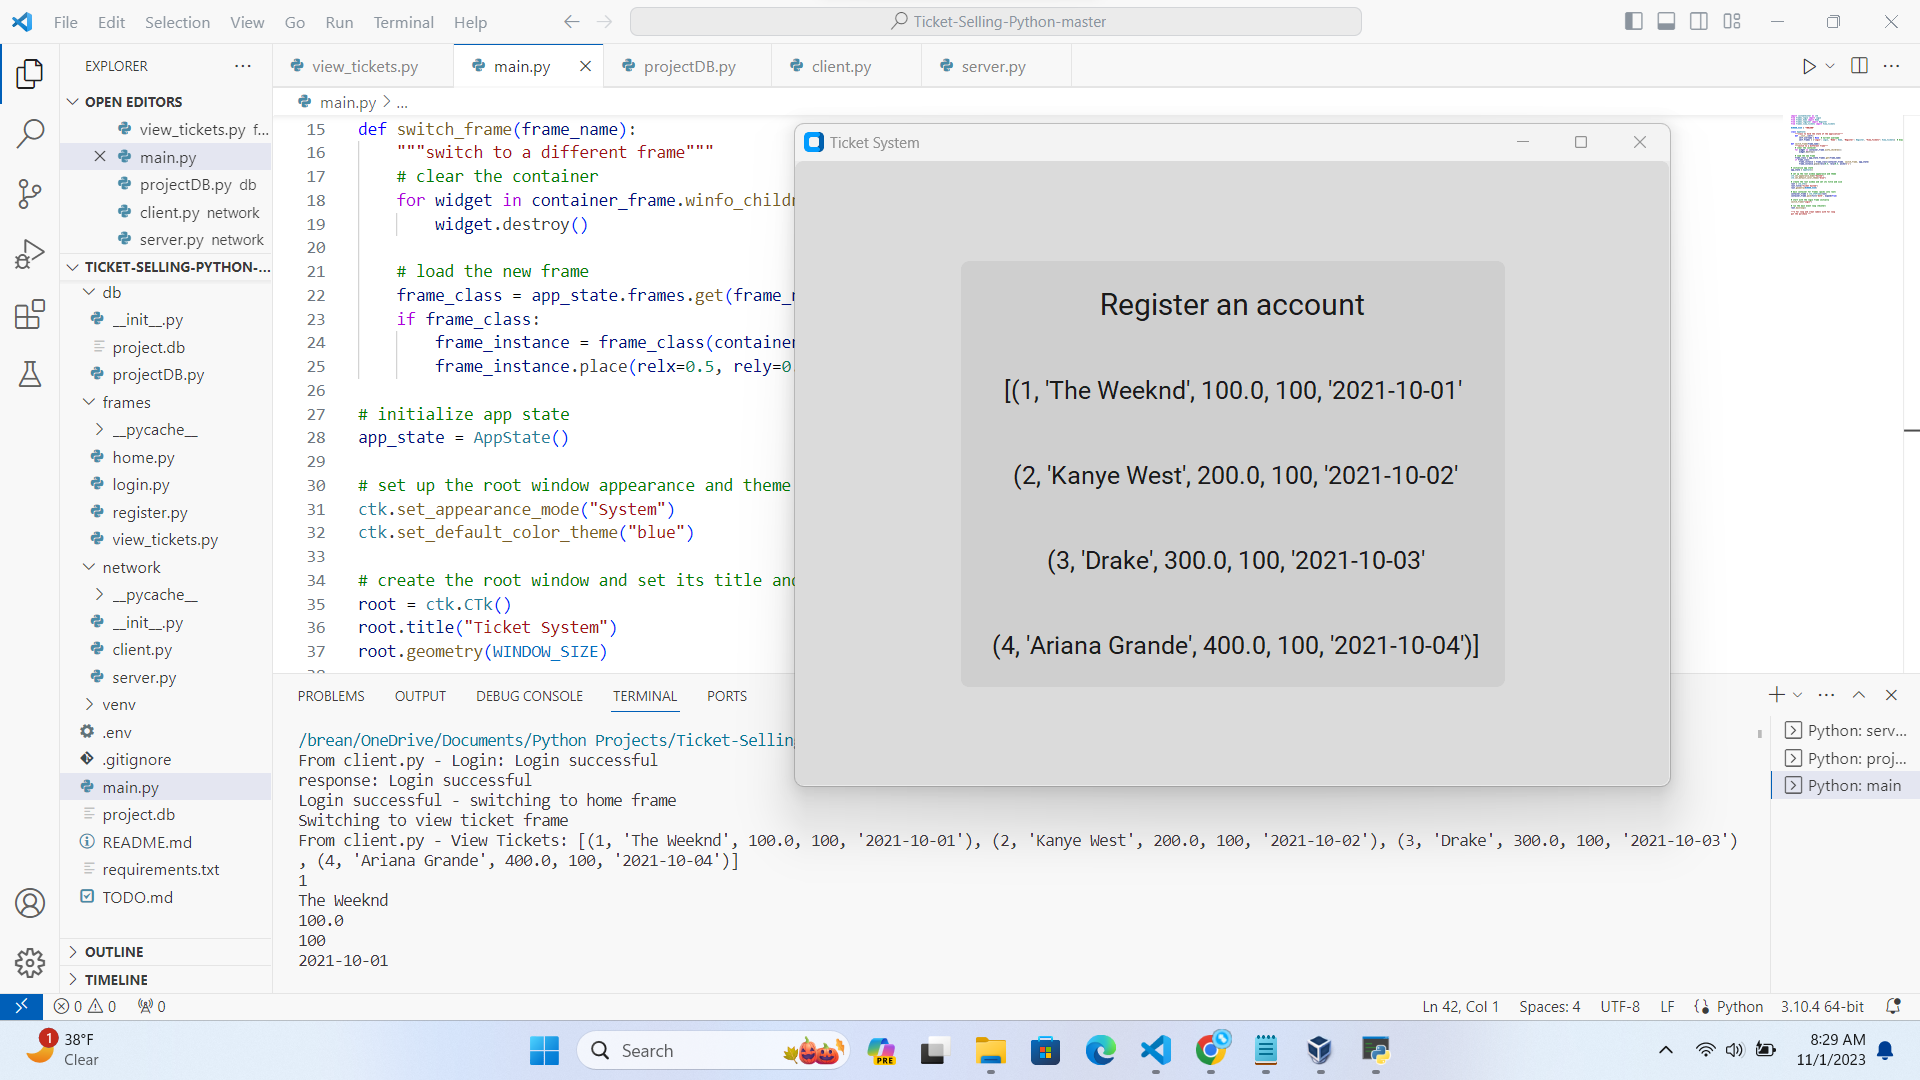 File Edit Selection View Go Run Terminal Help
Ticket-Selling-Python-master
EXPLORER
OPEN EDITORS
view_tickets.py f...
main.py
projectDB.py db
client.py network
server.py network
TICKET-SELLING-PYTHON-...
db
__init__.py
project.db
projectDB.py
frames
__pycache__
home.py
login.py
register.py
view_tickets.py
network
__pycache__
__init__.py
client.py
server.py
venv
.env
.gitignore
main.py
project.db
README.md
requirements.txt
TODO.md
OUTLINE
TIMELINE
view_tickets.py main.py projectDB.py client.py server.py
main.py > ...
15 def switch_frame(frame_name):
16 """switch to a different frame"""
17 # clear the container
18 for widget in container_frame.winfo_childr
19 widget.destroy()
20
21 # load the new frame
22 frame_class = app_state.frames.get(frame_n
23 if frame_class:
24 frame_instance = frame_class(container
25 frame_instance.place(relx=0.5, rely=0.
26
27 # initialize app state
28 app_state = AppState()
29
30 # set up the root window appearance and theme
31 ctk.set_appearance_mode("System")
32 ctk.set_default_color_theme("blue")
33
34 # create the root window and set its title and
35 root = ctk.CTk()
36 root.title("Ticket System")
37 root.geometry(WINDOW_SIZE)
Ticket System
Register an account
[(1, 'The Weeknd', 100.0, 100, '2021-10-01'
(2, 'Kanye West', 200.0, 100, '2021-10-02'
(3, 'Drake', 300.0, 100, '2021-10-03'
(4, 'Ariana Grande', 400.0, 100, '2021-10-04')]
PROBLEMS OUTPUT DEBUG CONSOLE TERMINAL PORTS
/brean/OneDrive/Documents/Python Projects/Ticket-Selling
From client.py - Login: Login successful
response: Login successful
Login successful - switching to home frame
Switching to view ticket frame
From client.py - View Tickets: [(1, 'The Weeknd', 100.0, 100, '2021-10-01'), (2, 'Kanye West', 200.0, 100, '2021-10-02'), (3, 'Drake', 300.0, 100, '2021-10-03')
, (4, 'Ariana Grande', 400.0, 100, '2021-10-04')]
1
The Weeknd
100.0
100
2021-10-01
Python: serv...
Python: proj...
Python: main
0 0 0
Ln 42, Col 1 Spaces: 4 UTF-8 LF Python 3.10.4 64-bit
1
38°F
Clear
Search
PRE
8:29 AM
11/1/2023